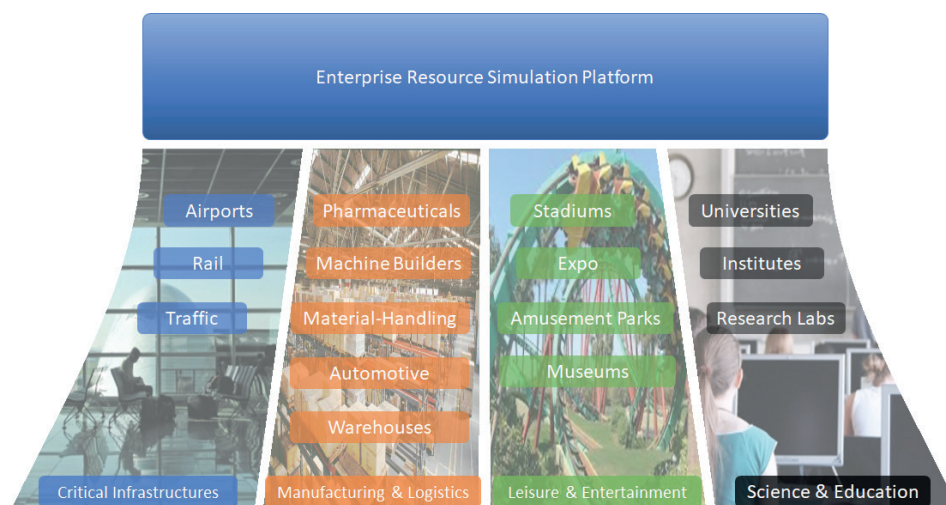 Enterprise Resource Simulation Platform
Airports
Rail
Traffic
Critical Infrastructures
Pharmaceuticals
Machine Builders
Material-Handling
Automotive
Warehouses
Manufacturing & Logistics
Stadiums
Expo
Amusement Parks
Museums
Leisure & Entertainment
Universities
Institutes
Research Labs
Science & Education